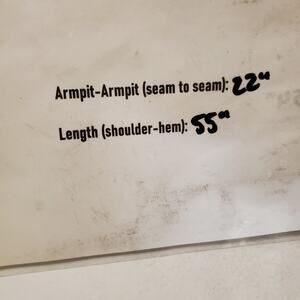 Armpit-Armpit (seam to seam): 22"
Length (shoulder-hem): 55"